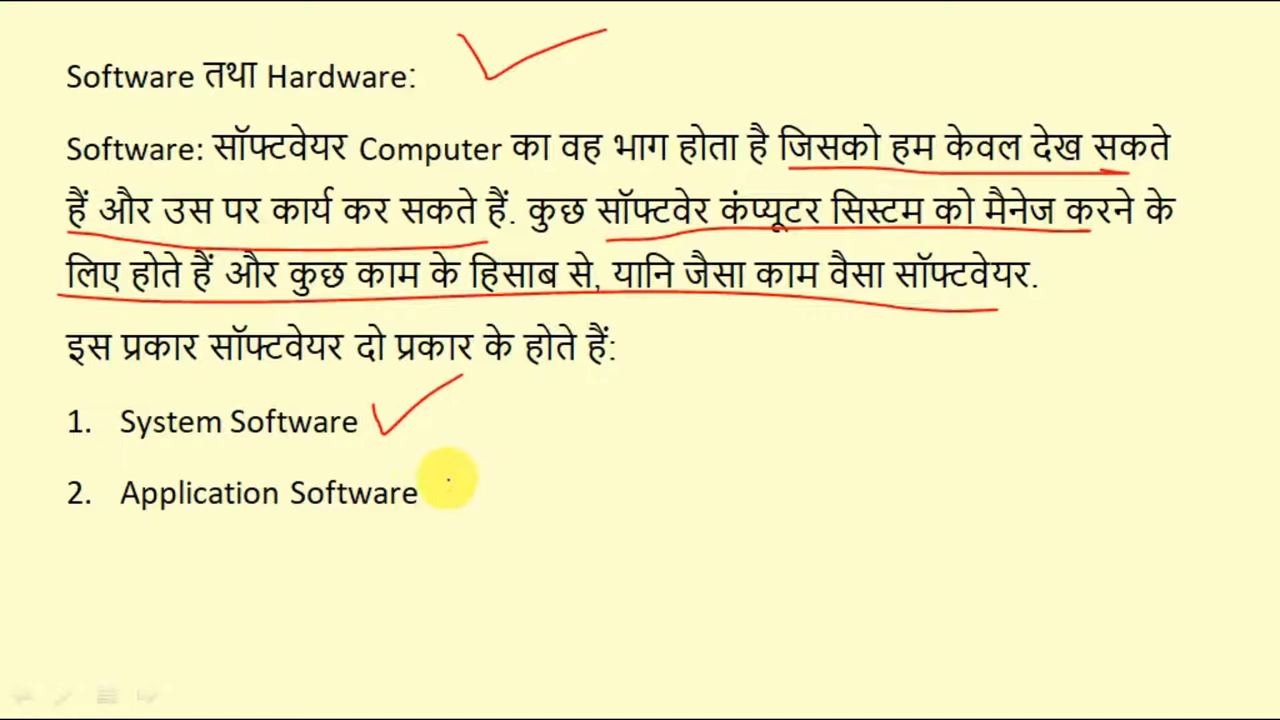 Software तथा Hardware:
Software: सॉफ्टवेयर Computer का वह भाग होता है जिसको हम केवल देख सकते
हैं और उस पर कार्य कर सकते हैं. कुछ सॉफ्टवेर कंप्यूटर सिस्टम को मैनेज करने के
लिए होते हैं और कुछ काम के हिसाब से, यानि जैसा काम वैसा सॉफ्टवेयर.
इस प्रकार सॉफ्टवेयर दो प्रकार के होते हैं:
1. System Software
2. Application Software